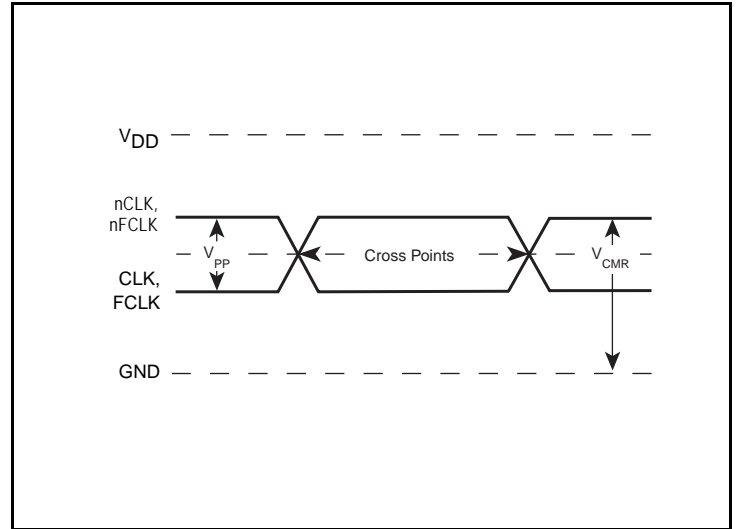 VDD
nCLK,
nFCLK
VPP
Cross Points
VCMR
CLK,
FCLK
GND